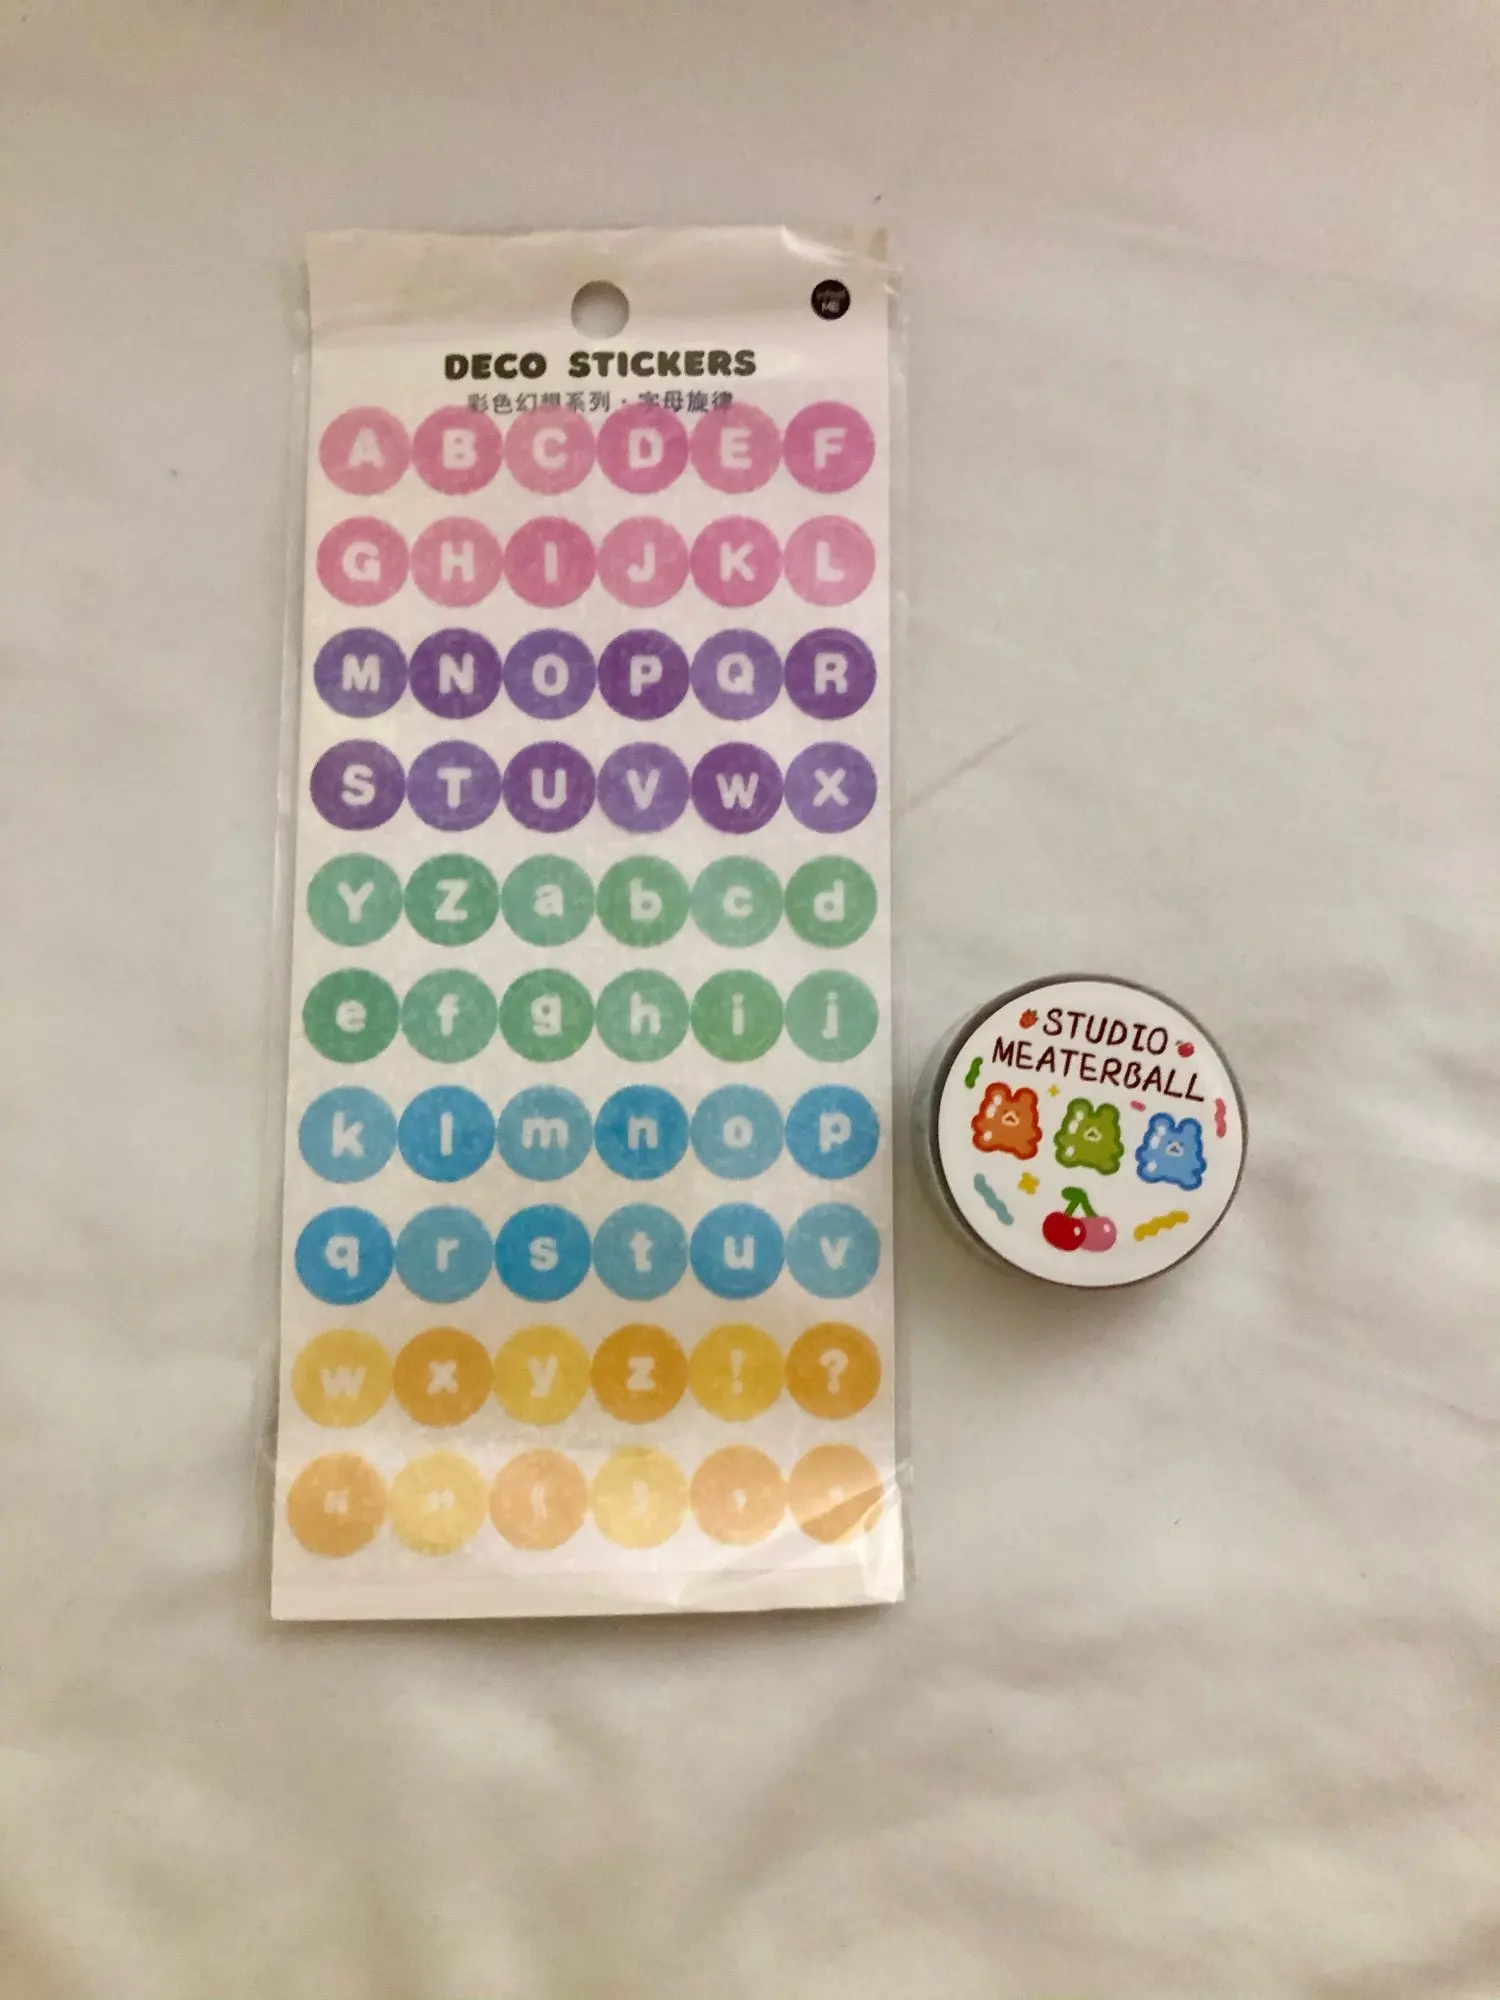 DECO STICKERS
彩色幻想系列·字母旋律
A B C D E F
G H I J K L
M N O P Q R
S T U V W X
Y Z a b c d
e f g h i j
k l m n o p
q r s t u v
w x y z ! ?
STUDIO
MEATERBALL